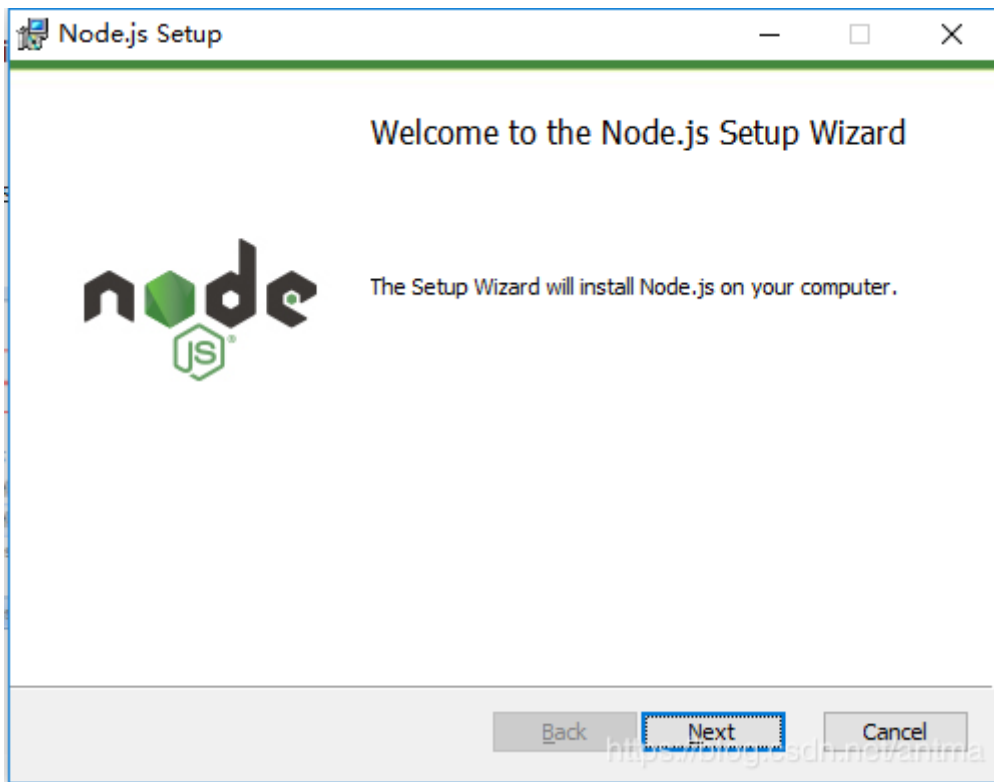 Node.js Setup
Welcome to the Node.js Setup Wizard
node
JS®
The Setup Wizard will install Node.js on your computer.
Back Next Cancel
https://blog.csdn.net/antma